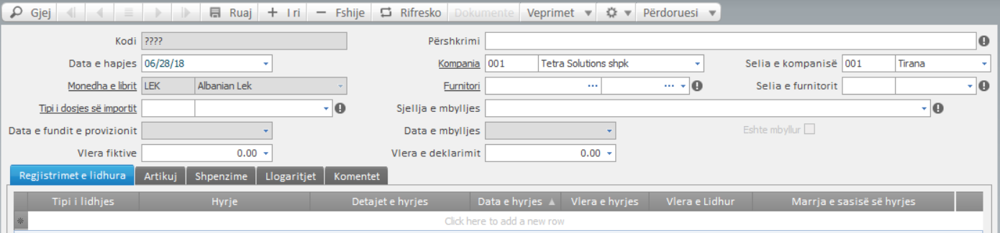 Gjej Ruaj I ri Fshije Rifresko Dokumente Veprimet Përdoruesi
Kodi ???? Përshkrimi
Data e hapjes 06/28/18 Kompania 001 Tetra Solutions shpk Selia e kompanisë 001 Tirana
Monedha e librit LEK Albanian Lek Furnitori Selia e furnitorit
Tipi i dosjes së importit Sjellja e mbylljes
Data e fundit e provizionit Data e mbylljes Eshte mbyllur
Vlera fiktive 0.00 Vlera e deklarimit 0.00
Regjistrimet e lidhura Artikuj Shpenzime Llogaritjet Komentet
Tipi i lidhjes Hyrje Detajet e hyrjes Data e hyrjes Vlera e hyrjes Vlera e Lidhur Marrja e sasisë së hyrjes
Click here to add a new row